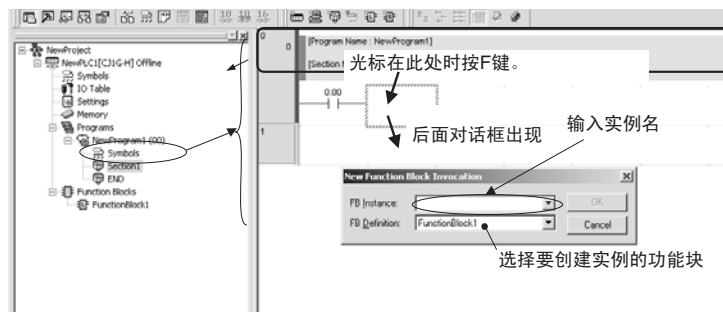 10 10 16
NewProject
NewPLC1[CJ1G-H] Offline
Symbols
IO Table
Settings
Memory
Programs
NewProgram1 (00)
Symbols
Section1
END
Function Blocks
FunctionBlock1
0
0
[Program Name : NewProgram1]
[Section
光标在此处时按F键。
0.00
后面对话框出现
1
输入实例名
New Function Block Invocation
FB Instance:
OK
FB Definition:
FunctionBlock1
Cancel
选择要创建实例的功能块